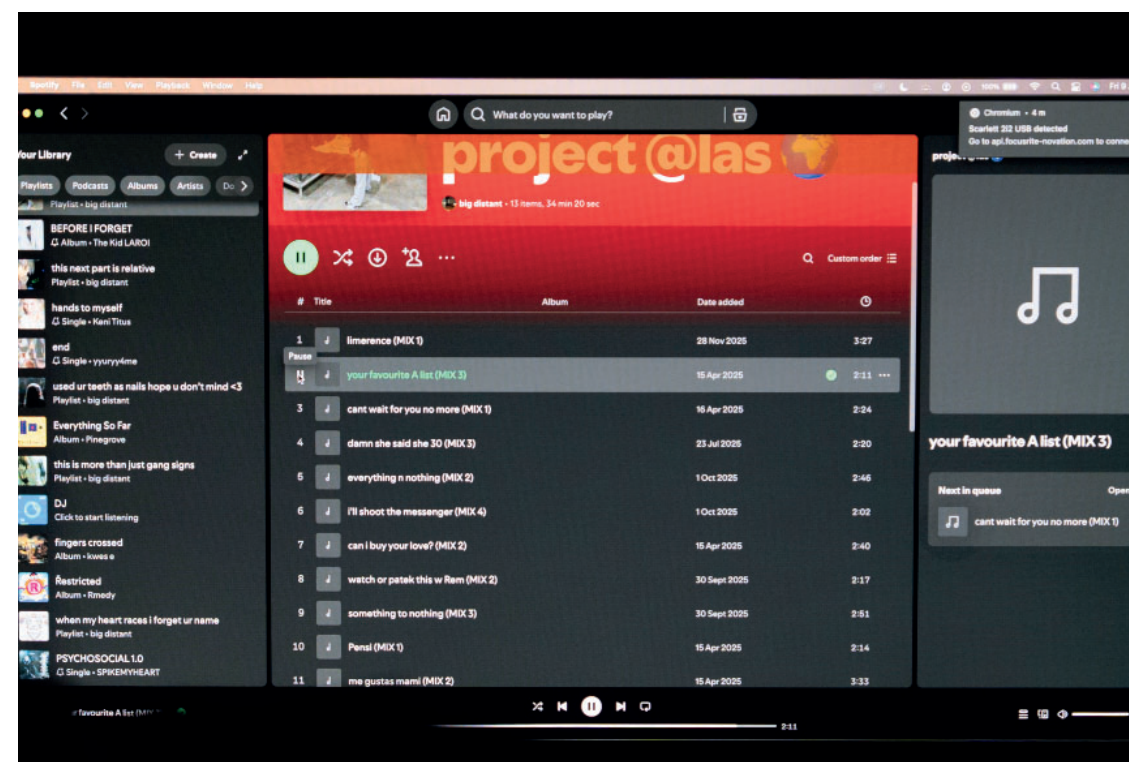 Spotify File Edit View Playback Window Help
100% Fri 9
What do you want to play?
Chromium • 4 m
Scarlett 2I2 USB detected
Go to api.focusrite-novation.com to conne
Your Library
+ Create
Playlists Podcasts Albums Artists Do
Playlist • big distant
BEFORE I FORGET
Album • The Kid LAROI
this next part is relative
Playlist • big distant
hands to myself
Single • Keni Titus
end
Single • yyuryy4me
used ur teeth as nails hope u don't mind <3
Playlist • big distant
Everything So Far
Album • Pinegrove
this is more than just gang signs
Playlist • big distant
DJ
Click to start listening
fingers crossed
Album • kwes e
Restricted
Album • Rmedy
when my heart races i forget ur name
Playlist • big distant
PSYCHOSOCIAL 1.0
Single • SPIKEMYHEART
project @las
big distant • 13 items, 34 min 20 sec
Custom order
# Title Album Date added
1 limerence (MIX 1) 28 Nov 2025 3:27
Pause
your favourite A list (MIX 3) 15 Apr 2025 2:11
3 cant wait for you no more (MIX 1) 16 Apr 2025 2:24
4 damn she said she 30 (MIX 3) 23 Jul 2025 2:20
5 everything n nothing (MIX 2) 1 Oct 2025 2:46
6 i'll shoot the messenger (MIX 4) 1 Oct 2025 2:02
7 can i buy your love? (MIX 2) 15 Apr 2025 2:40
8 watch or patek this w Rem (MIX 2) 30 Sept 2025 2:17
9 something to nothing (MIX 3) 30 Sept 2025 2:51
10 Pensl (MIX 1) 15 Apr 2025 2:14
11 me gustas mami (MIX 2) 15 Apr 2025 3:33
your favourite A list (MIX 3)
Next in queue Open
cant wait for you no more (MIX 1)
favourite A list (MIX
2:11